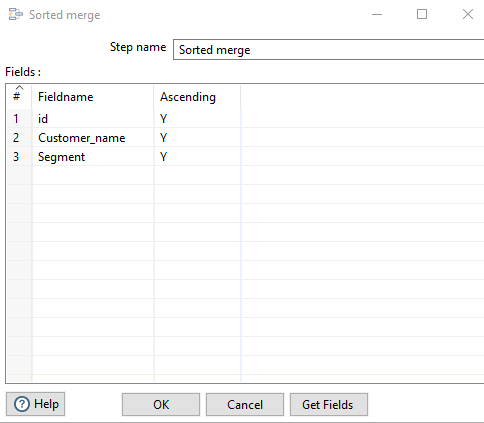 Sorted merge
Step name Sorted merge
Fields :
# Fieldname Ascending
1 id Y
2 Customer_name Y
3 Segment Y
Help OK Cancel Get Fields